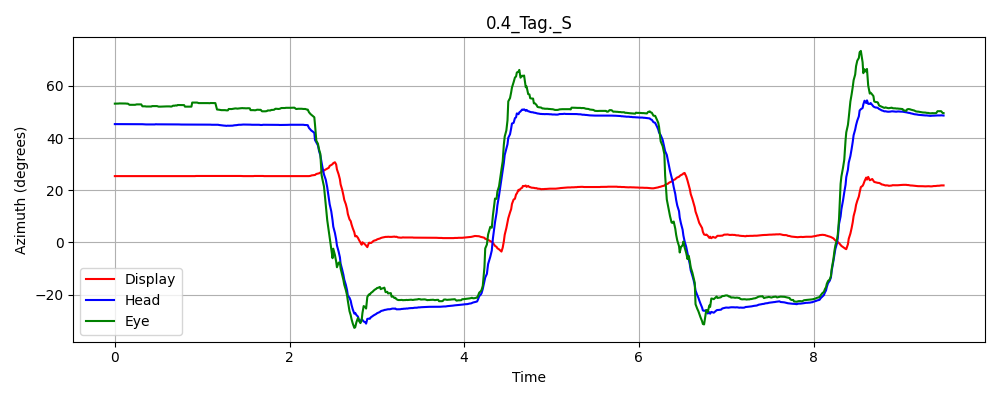 0.4_Tag._S
Azimuth (degrees)
60
40
20
0
−20
Display
Head
Eye
0 2 4 6 8
Time